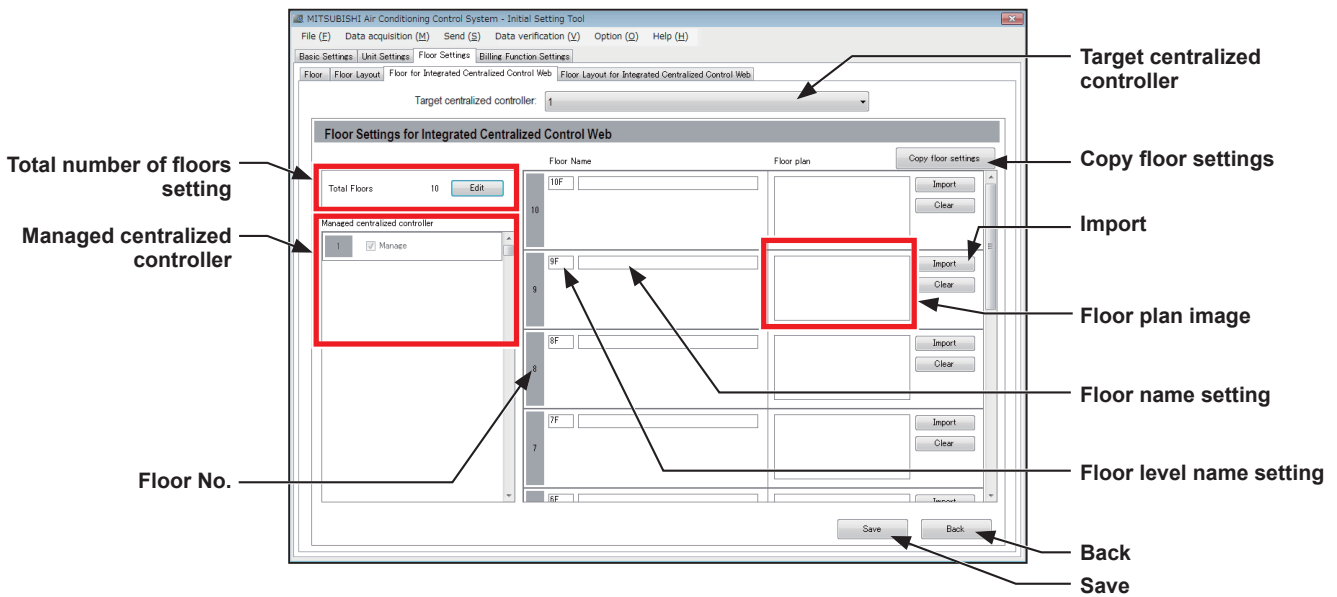 MITSUBISHI Air Conditioning Control System - Initial Setting Tool
File (F) Data acquisition (M) Send (S) Data verification (V) Option (O) Help (H)
Basic Settings Unit Settings Floor Settings Billing Function Settings
Floor Floor Layout Floor for Integrated Centralized Control Web Floor Layout for Integrated Centralized Control Web
Target centralized controller: 1
Floor Settings for Integrated Centralized Control Web
Floor Name Floor plan Copy floor settings
Total Floors 10 Edit
Managed centralized controller
1 Manage
10 10F Import
Clear
9 9F Import
Clear
8 8F Import
Clear
7 7F Import
Clear
6F Import
Save Back
Total number of floors
setting
Managed centralized
controller
Floor No.
Target centralized
controller
Copy floor settings
Import
Floor plan image
Floor name setting
Floor level name setting
Back
Save